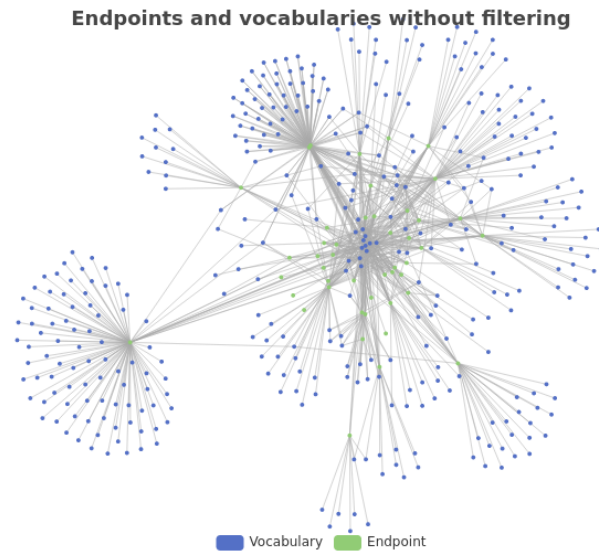 Endpoints and vocabularies without filtering
Vocabulary Endpoint